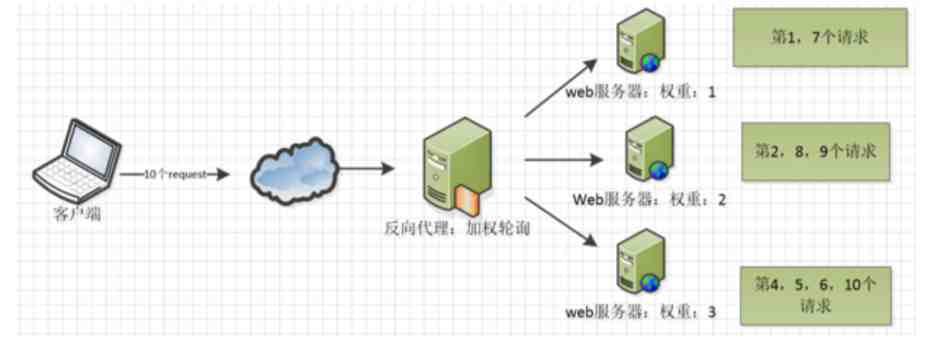 第1，7个请求
web服务器：权重：1
第2，8，9个请求
10个request
客户端
Web服务器：权重：2
反向代理：加权轮询
第4，5，6，10个
请求
web服务器：权重：3